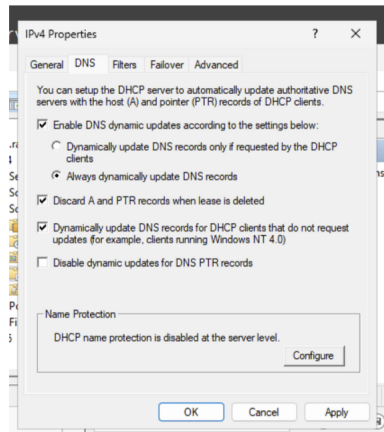 IPv4 Properties
?
General DNS Filters Failover Advanced
You can setup the DHCP server to automatically update authoritative DNS
servers with the host (A) and pointer (PTR) records of DHCP clients.
Enable DNS dynamic updates according to the settings below:
Dynamically update DNS records only if requested by the DHCP
clients
Always dynamically update DNS records
Discard A and PTR records when lease is deleted
Dynamically update DNS records for DHCP clients that do not request
updates (for example, clients running Windows NT 4.0)
Disable dynamic updates for DNS PTR records
Name Protection
DHCP name protection is disabled at the server level.
Configure
OK Cancel Apply